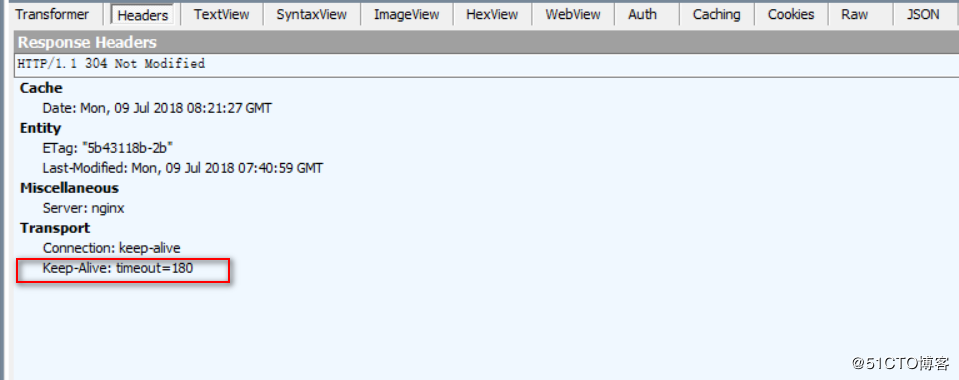 Transformer Headers TextView SyntaxView ImageView HexView WebView Auth Caching Cookies Raw JSON
Response Headers
HTTP/1.1 304 Not Modified
Cache
Date: Mon, 09 Jul 2018 08:21:27 GMT
Entity
ETag: "5b43118b-2b"
Last-Modified: Mon, 09 Jul 2018 07:40:59 GMT
Miscellaneous
Server: nginx
Transport
Connection: keep-alive
Keep-Alive: timeout=180
@51CTO博客